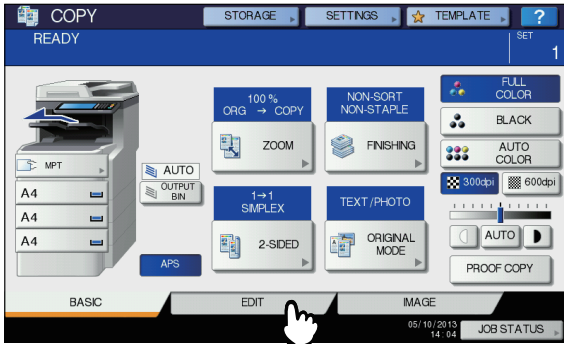 COPY
STORAGE
SETTINGS
TEMPLATE
?
READY
SET
1
100 %
ORG → COPY
NON-SORT
NON-STAPLE
FULL
COLOR
BLACK
ZOOM
FINISHING
AUTO
COLOR
MPT
AUTO
300dpi
600dpi
A4
OUTPUT
BIN
1→1
SIMPLEX
TEXT/PHOTO
A4
AUTO
A4
2-SIDED
ORIGINAL
MODE
APS
PROOF COPY
BASIC
EDIT
IMAGE
05/10/2013
14:04
JOB STATUS